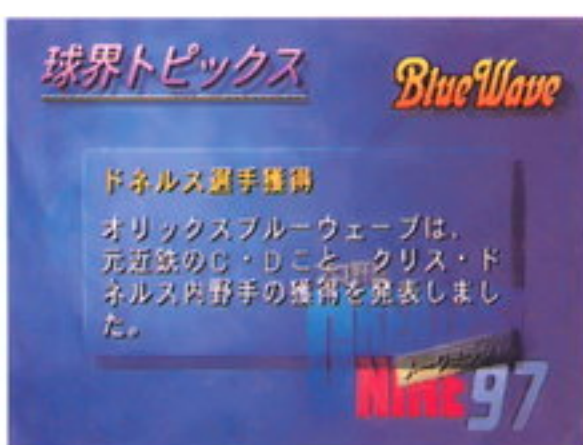 球界トピックス
BlueWave
ドネルス選手獲得
オリックスブルーウェーブは、
元近鉄のC・Dこと、クリス・ド
ネルス内野手の獲得を発表しまし
た。
NINE 97